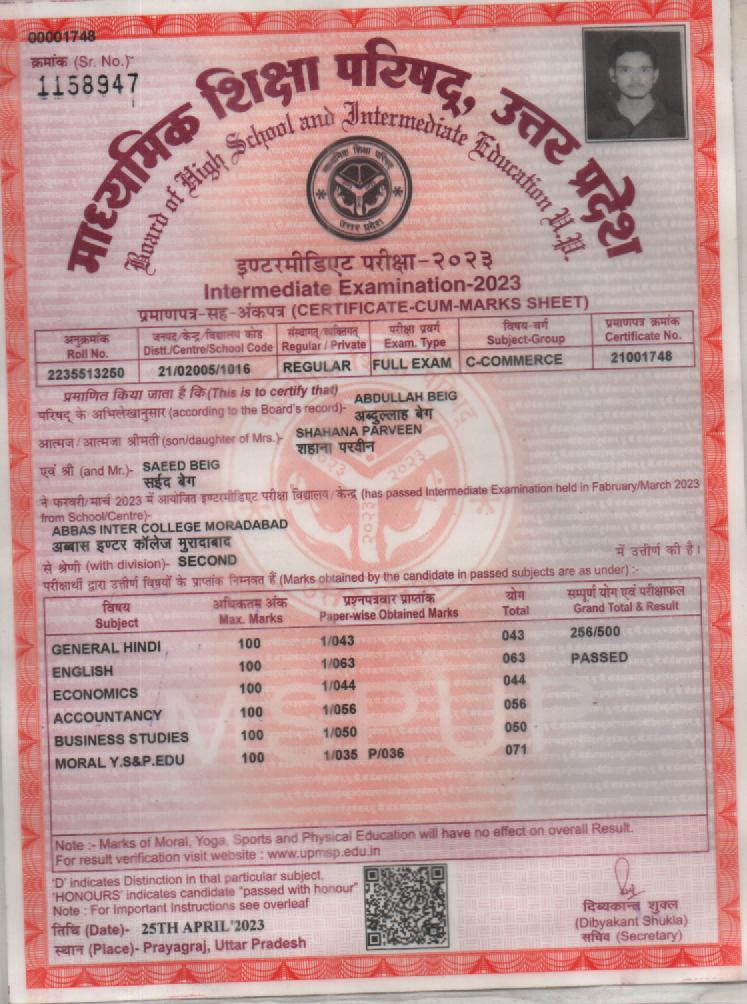 00001748
क्रमांक (Sr. No.)-
1158947
माध्यमिक शिक्षा परिषद्, उत्तर प्रदेश
Board of High School and Intermediate Education U.P.
माध्यमिक शिक्षा परिषद
उत्तर प्रदेश
इण्टरमीडिएट परीक्षा-२०२३
Intermediate Examination-2023
प्रमाणपत्र-सह-अंकपत्र (CERTIFICATE-CUM-MARKS SHEET)
अनुक्रमांक जनपद/केन्द्र/विद्यालय कोड संस्थागत/व्यक्तिगत परीक्षा प्रवर्ग विषय-वर्ग प्रमाणपत्र क्रमांक
Roll No. Distt./Centre/School Code Regular / Private Exam. Type Subject-Group Certificate No.
2235513250 21/02005/1016 REGULAR FULL EXAM C-COMMERCE 21001748
प्रमाणित किया जाता है कि (This is to certify that) ABDULLAH BEIG
परिषद् के अभिलेखानुसार (according to the Board's record)- अब्दुल्लाह बेग
आत्मज/आत्मजा श्रीमती (son/daughter of Mrs.)- SHAHANA PARVEEN
शहाना परवीन
एवं श्री (and Mr.)- SAEED BEIG
सईद बेग
ने फरवरी/मार्च 2023 में आयोजित इण्टरमीडिएट परीक्षा विद्यालय/केन्द्र (has passed Intermediate Examination held in Fabruary/March 2023
from School/Centre)-
ABBAS INTER COLLEGE MORADABAD
अब्बास इण्टर कॉलेज मुरादाबाद
से श्रेणी (with division)- SECOND में उत्तीर्ण की है।
परीक्षार्थी द्वारा उत्तीर्ण विषयों के प्राप्तांक निम्नवत हैं (Marks obtained by the candidate in passed subjects are as under) :-
विषय अधिकतम अंक प्रश्नपत्रवार प्राप्तांक योग सम्पूर्ण योग एवं परीक्षाफल
Subject Max. Marks Paper-wise Obtained Marks Total Grand Total & Result
GENERAL HINDI 100 1/043 043 256/500
ENGLISH 100 1/063 063 PASSED
ECONOMICS 100 1/044 044
ACCOUNTANCY 100 1/056 056
BUSINESS STUDIES 100 1/050 050
MORAL Y.S&P.EDU 100 1/035 P/036 071
MSPUP
Note :- Marks of Moral, Yoga, Sports and Physical Education will have no effect on overall Result.
For result verification visit website : www.upmsp.edu.in
'D' indicates Distinction in that particular subject,
'HONOURS' indicates candidate "passed with honour"
Note : For Important Instructions see overleaf
तिथि (Date)- 25TH APRIL'2023
स्थान (Place)- Prayagraj, Uttar Pradesh
दिब्यकान्त शुक्ल
(Dibyakant Shukla)
सचिव (Secretary)